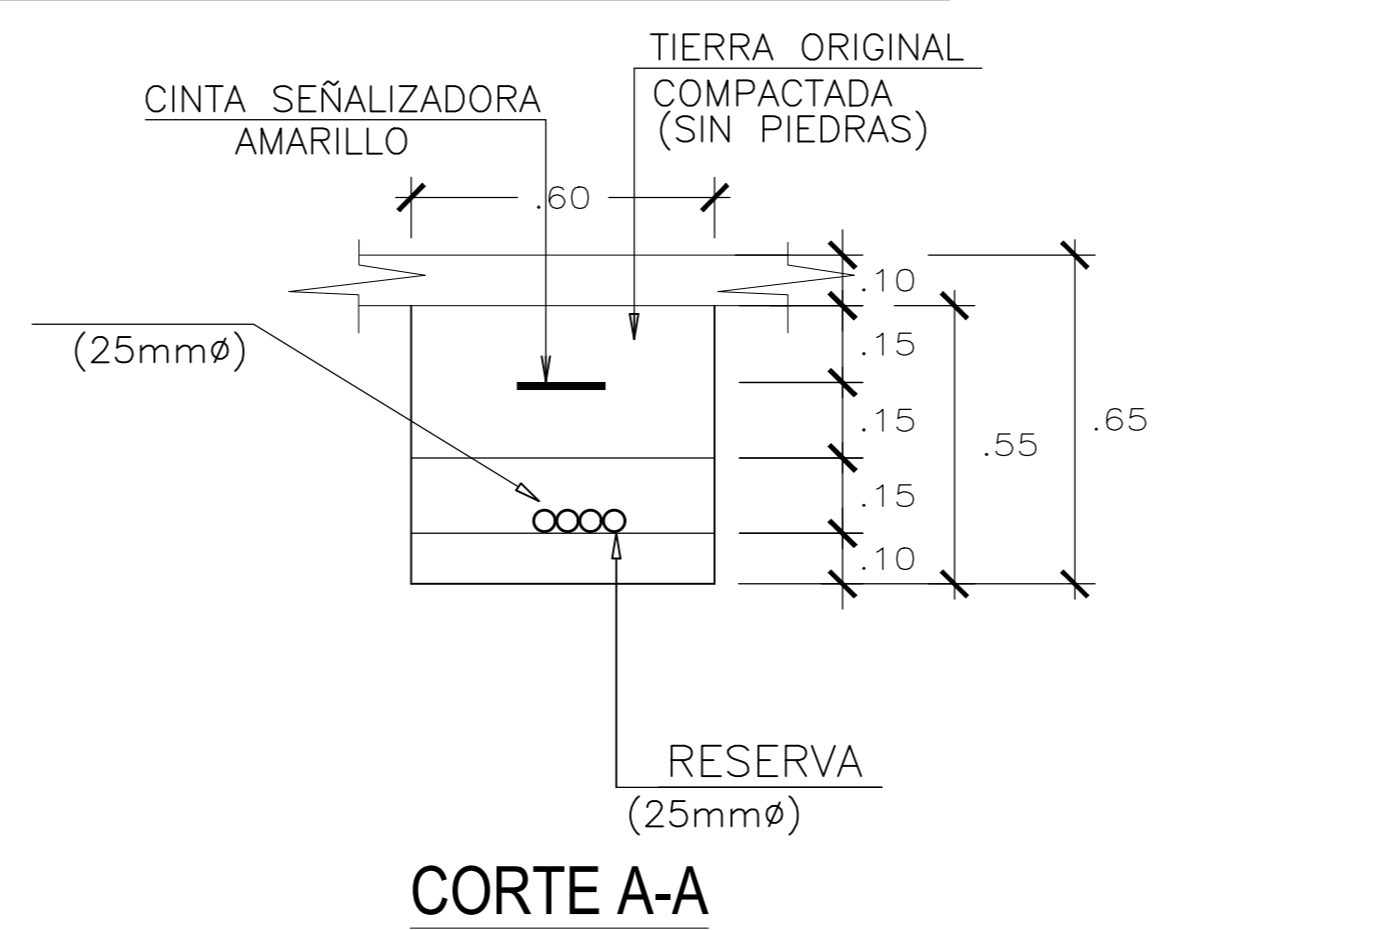 TIERRA ORIGINAL
COMPACTADA
(SIN PIEDRAS)
CINTA SEÑALIZADORA
AMARILLO
.60
.10
(25mmø)
.15
.15
.65
.55
.15
.10
RESERVA
(25mmø)
CORTE A-A